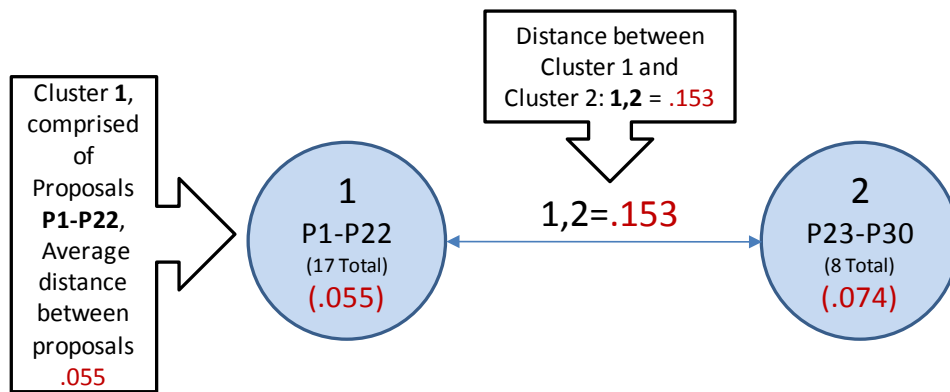 Cluster 1,
comprised
of
Proposals
P1-P22,
Average
distance
between
proposals
.055
Distance between
Cluster 1 and
Cluster 2: 1,2 = .153
1
P1-P22
(17 Total)
(.055)
1,2=.153
2
P23-P30
(8 Total)
(.074)